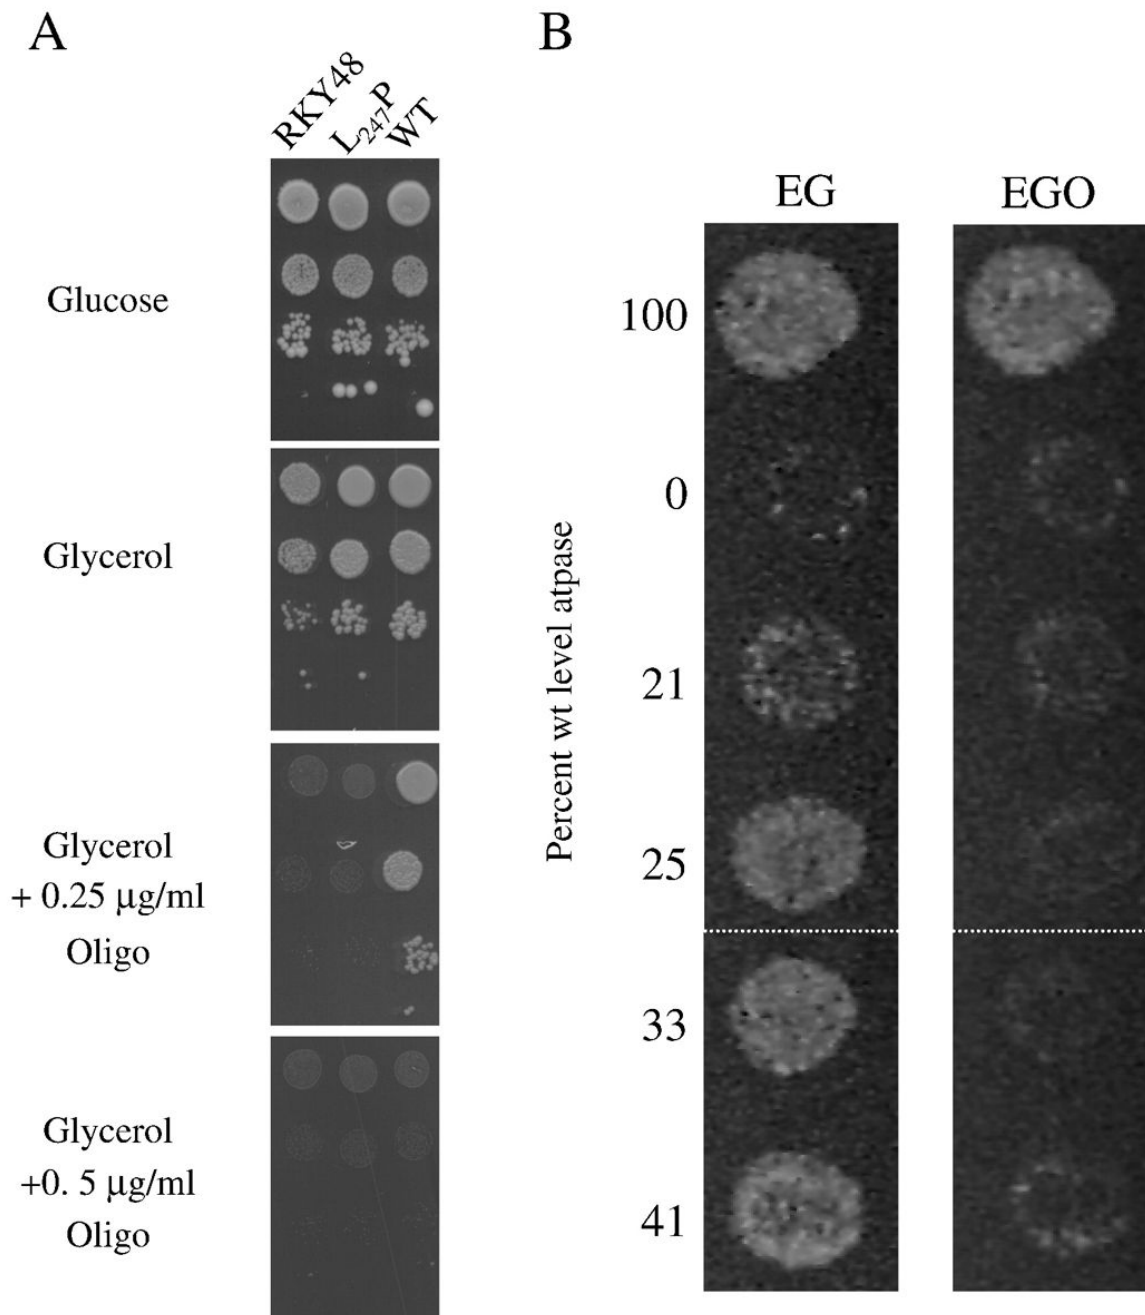 A
B
RKY48
L247P
WT
Glucose
Glycerol
Glycerol
+ 0.25 μg/ml
Oligo
Glycerol
+0. 5 μg/ml
Oligo
EG
EGO
Percent wt level atpase
100
0
21
25
33
41